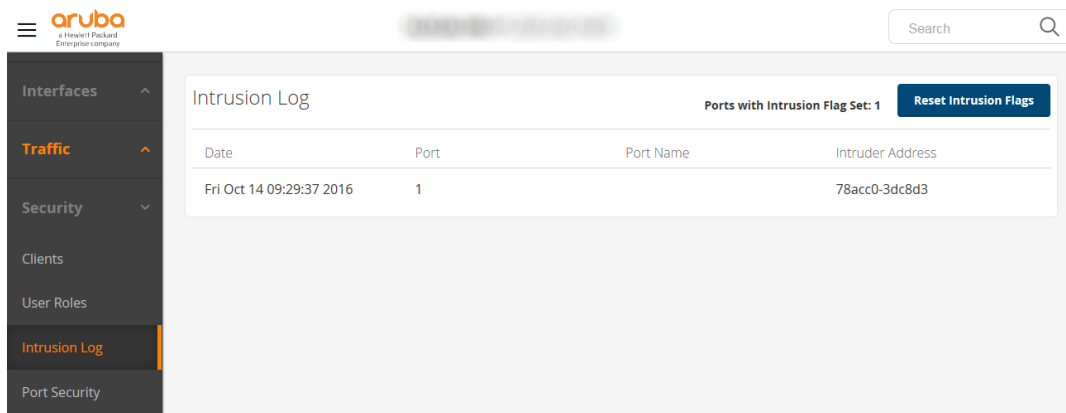 aruba
a Hewlett Packard
Enterprise company
Search
Interfaces
Traffic
Security
Clients
User Roles
Intrusion Log
Port Security
Intrusion Log
Ports with Intrusion Flag Set: 1
Reset Intrusion Flags
Date Port Port Name Intruder Address
Fri Oct 14 09:29:37 2016 1 78acc0-3dc8d3